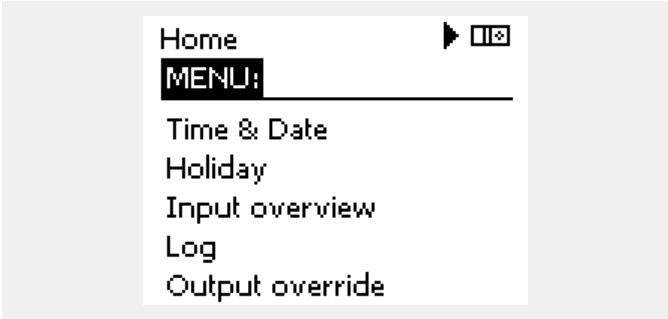 Home
MENU:
Time & Date
Holiday
Input overview
Log
Output override